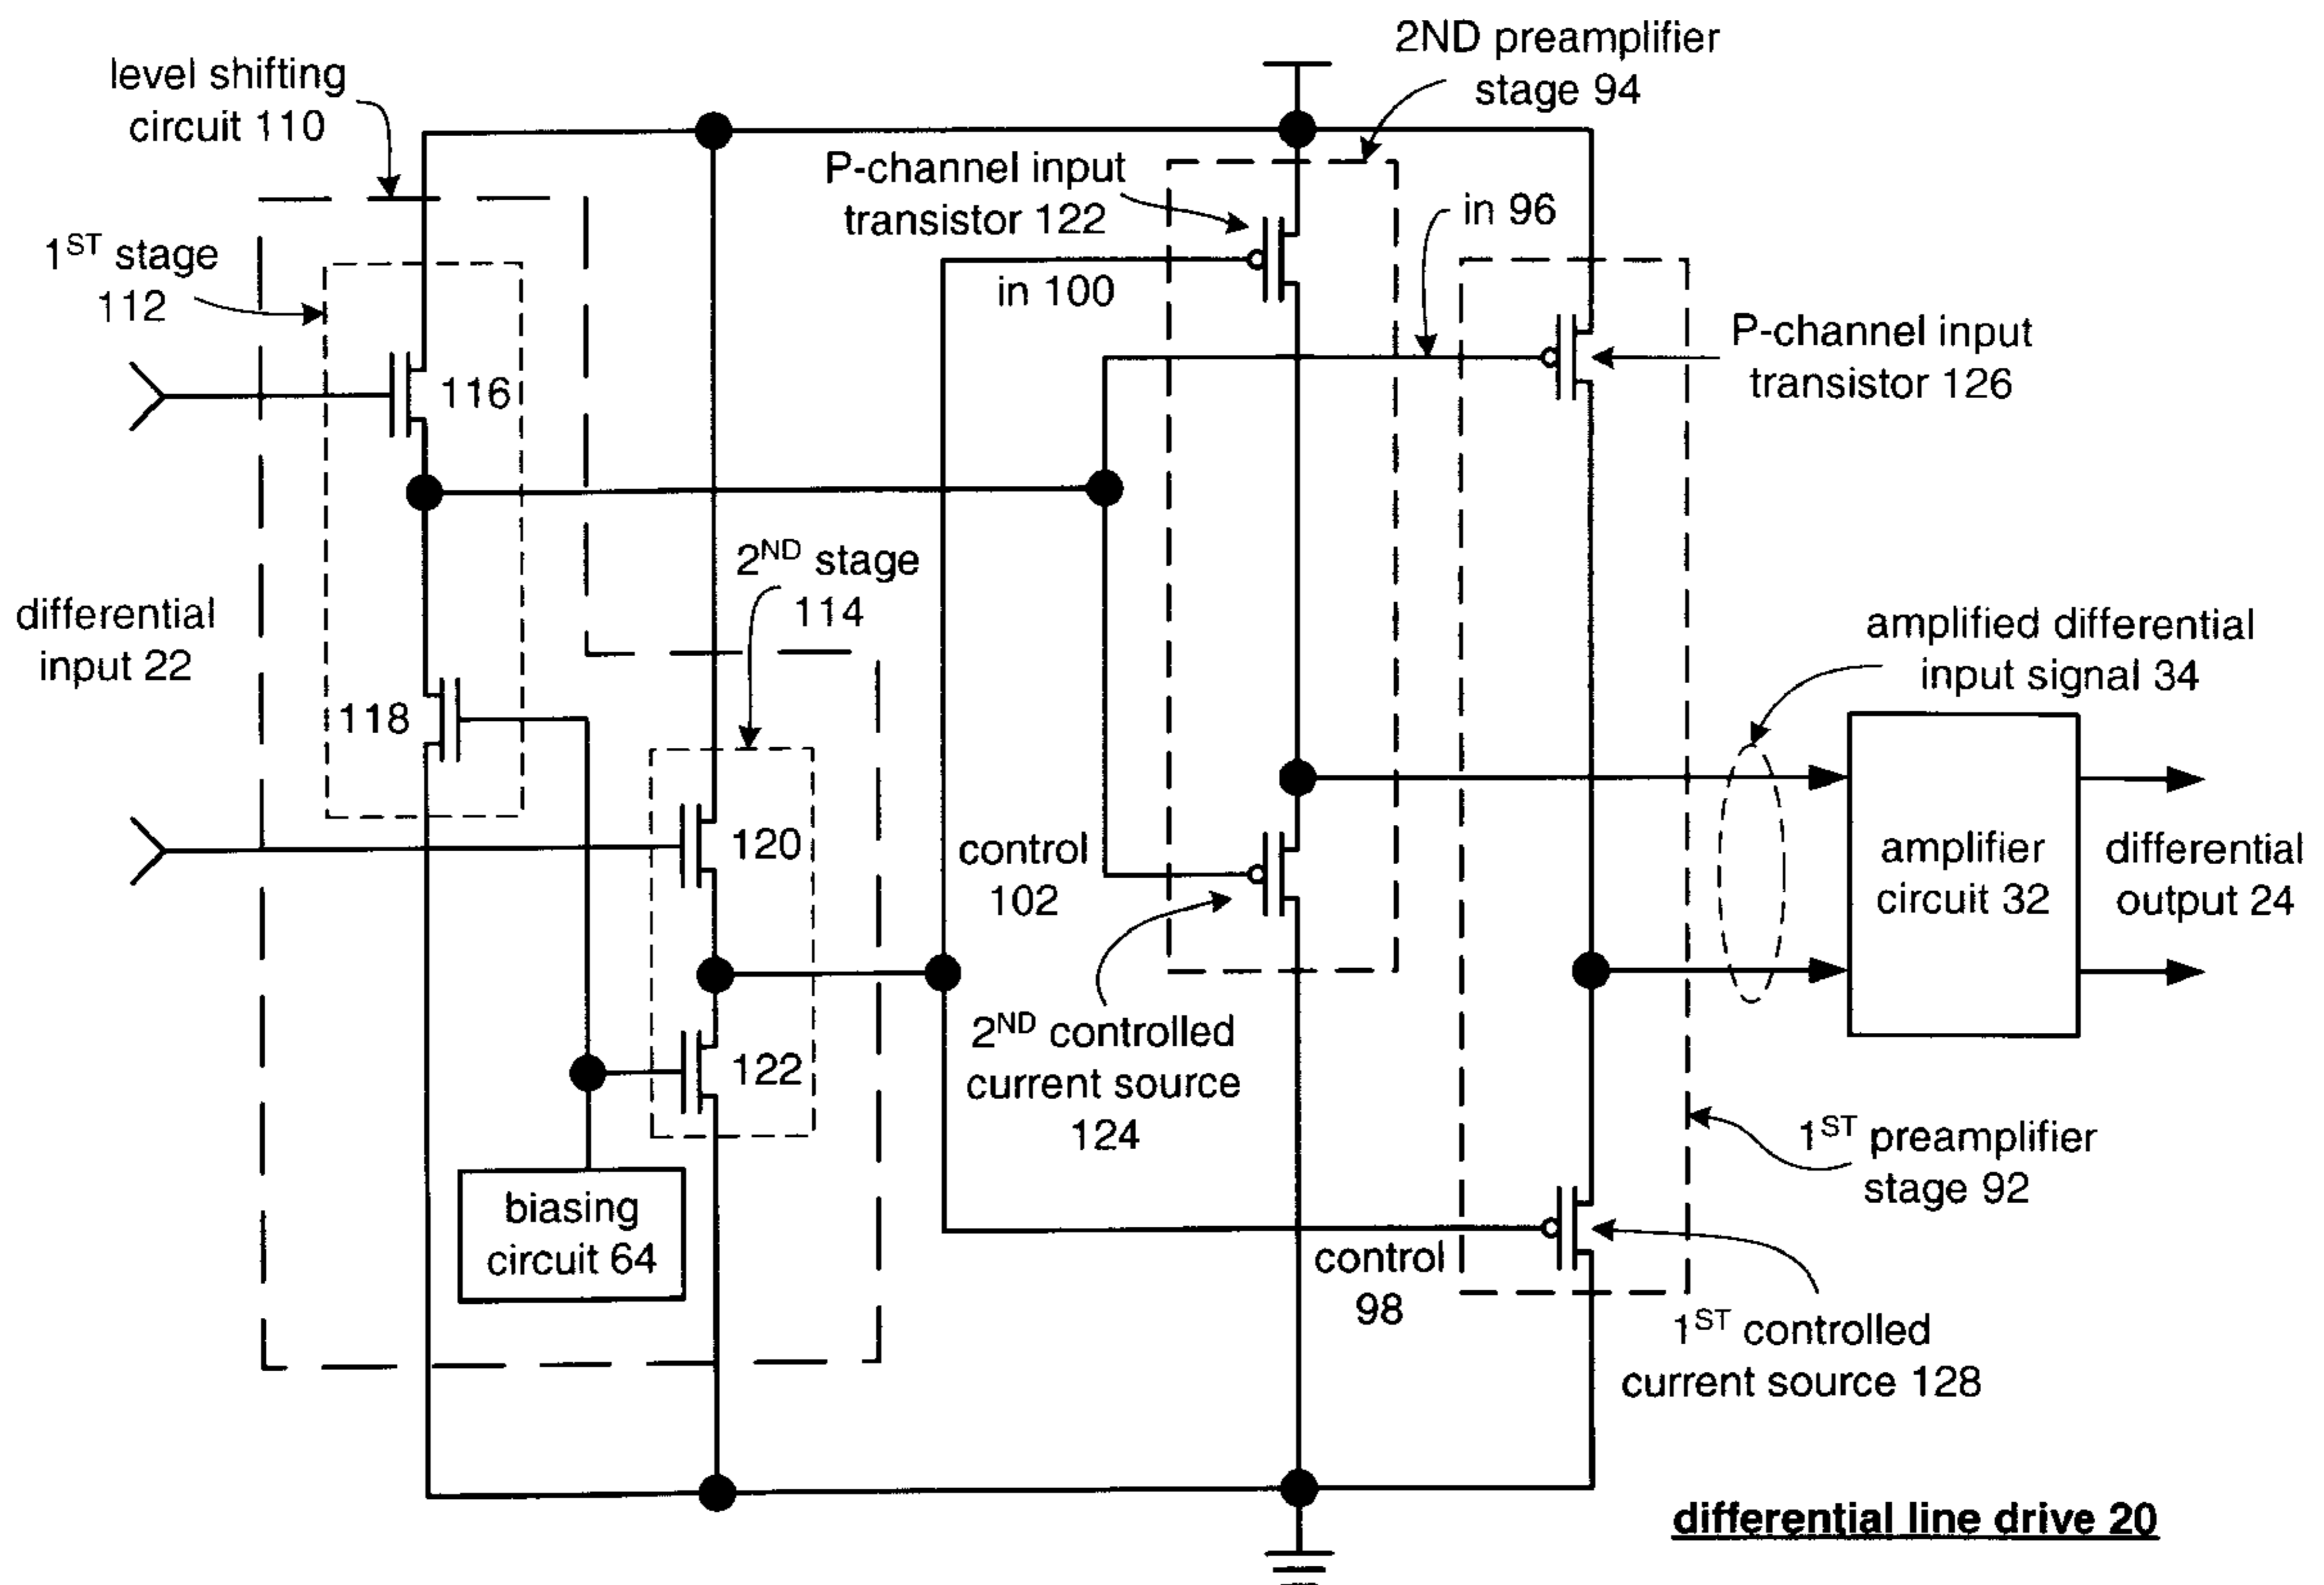 level shifting
circuit 110
2ND preamplifier
stage 94
P-channel input
transistor 122
in 96
1ST stage
112
in 100
P-channel input
transistor 126
116
2ND stage
114
differential
input 22
118
amplified differential
input signal 34
120
control
102
amplifier
circuit 32
differential
output 24
122
2ND controlled
current source
124
1ST preamplifier
stage 92
biasing
circuit 64
control
98
1ST controlled
current source 128
differential line drive 20